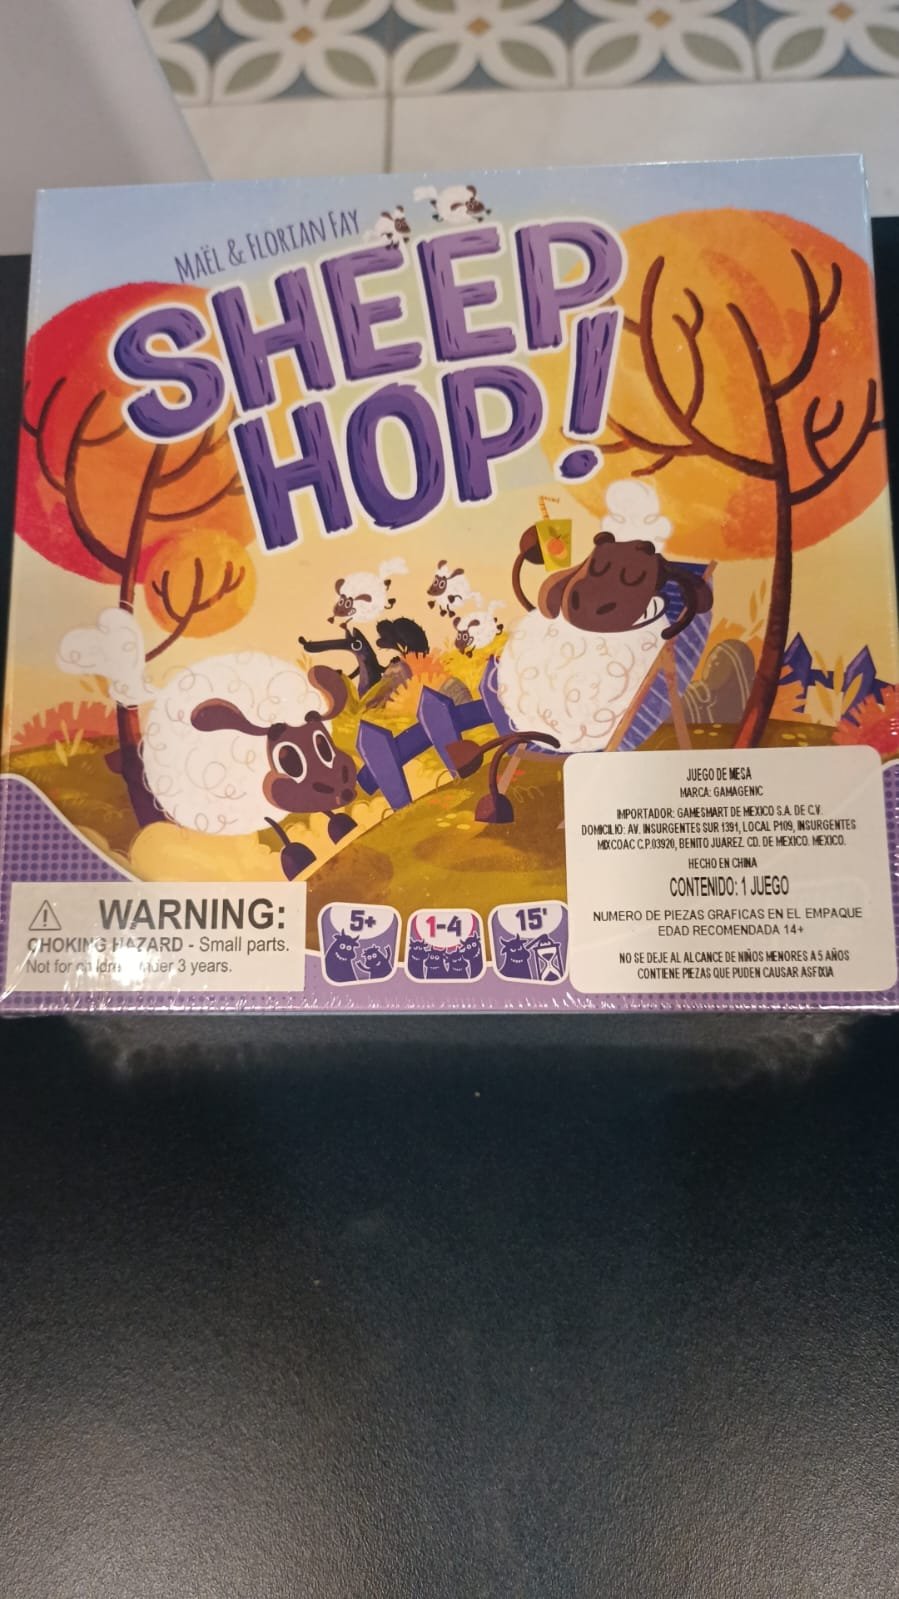 MAËL & FLORIAN FAY
SHEEP
HOP!
JUEGO DE MESA
MARCA: GAMAGENIC
IMPORTADOR: GAMESMART DE MEXICO S.A. DE C.V.
DOMICILIO: AV. INSURGENTES SUR 1391, LOCAL P109, INSURGENTES
MIXCOAC C.P.03920, BENITO JUAREZ. CD. DE MEXICO. MEXICO.
HECHO EN CHINA
CONTENIDO: 1 JUEGO
NUMERO DE PIEZAS GRAFICAS EN EL EMPAQUE
EDAD RECOMENDADA 14+
NO SE DEJE AL ALCANCE DE NIÑOS MENORES A 5 AÑOS
CONTIENE PIEZAS QUE PUDEN CAUSAR ASFIXIA
WARNING:
CHOKING HAZARD - Small parts.
Not for children under 3 years.
5+
1-4
15'